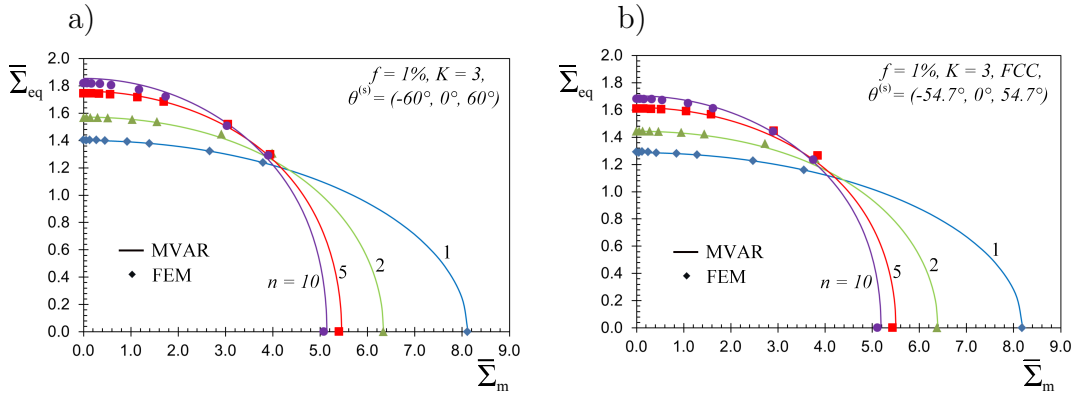 a)
Σ̅eq
2.0
1.8
1.6
1.4
1.2
1.0
0.8
0.6
0.4
0.2
0.0
f = 1%, K = 3,
θ(s) = (-60°, 0°, 60°)
MVAR
FEM
n = 10
5
2
1
0.0 1.0 2.0 3.0 4.0 5.0 6.0 7.0 8.0 9.0
Σ̅m
b)
Σ̅eq
2.0
1.8
1.6
1.4
1.2
1.0
0.8
0.6
0.4
0.2
0.0
f = 1%, K = 3, FCC,
θ(s) = (-54.7°, 0°, 54.7°)
MVAR
FEM
n = 10
5
2
1
0.0 1.0 2.0 3.0 4.0 5.0 6.0 7.0 8.0 9.0
Σ̅m